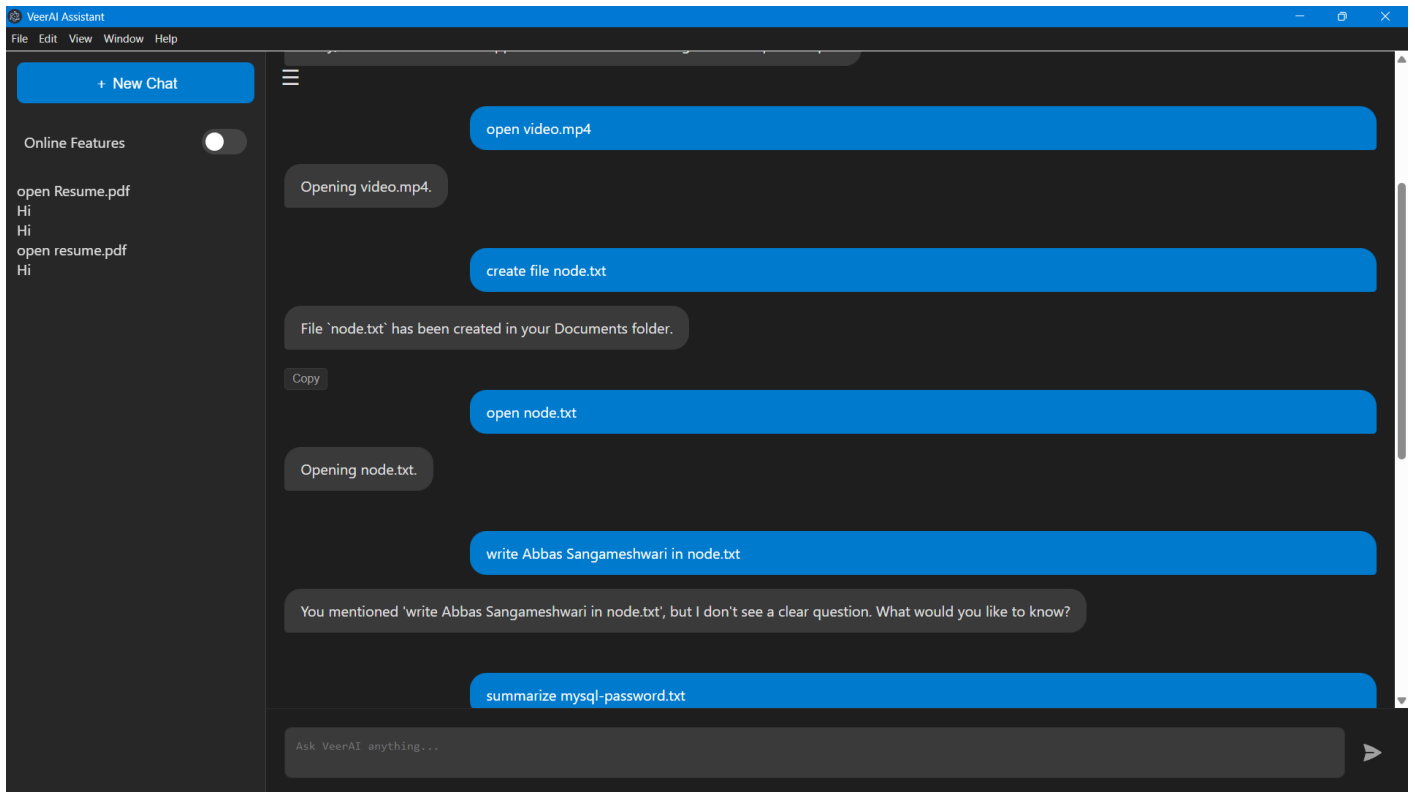 VeerAI Assistant
File Edit View Window Help
+ New Chat
Online Features
open Resume.pdf
Hi
Hi
open resume.pdf
Hi
open video.mp4
Opening video.mp4.
create file node.txt
File `node.txt` has been created in your Documents folder.
Copy
open node.txt
Opening node.txt.
write Abbas Sangameshwari in node.txt
You mentioned 'write Abbas Sangameshwari in node.txt', but I don't see a clear question. What would you like to know?
summarize mysql-password.txt
Ask VeerAI anything...